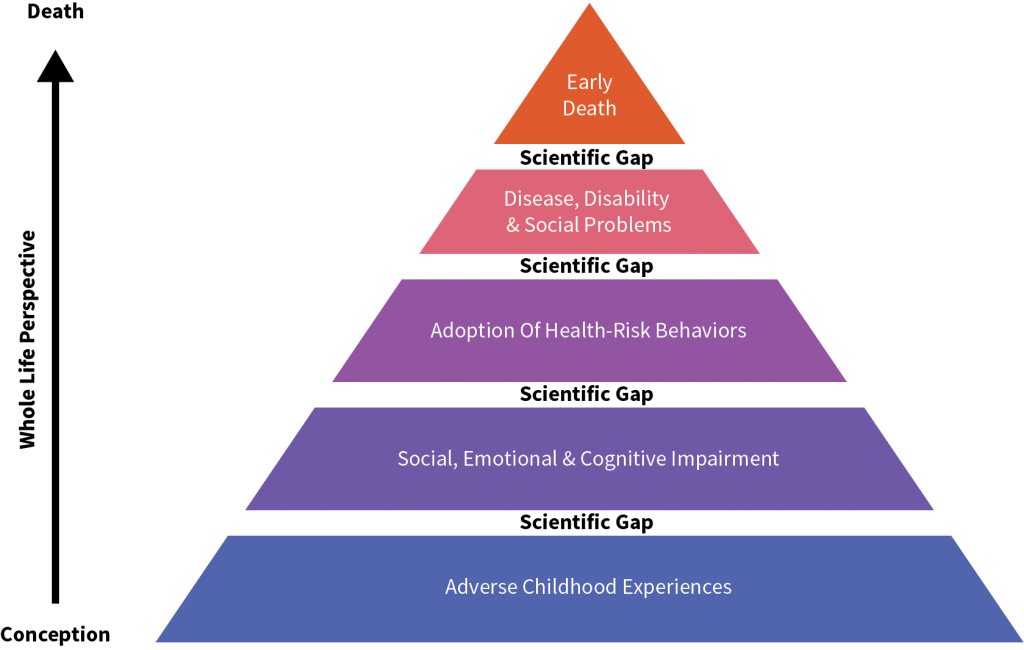 Death
Early
Death
Scientific Gap
Disease, Disability
& Social Problems
Scientific Gap
Whole Life Perspective
Adoption Of Health-Risk Behaviors
Scientific Gap
Social, Emotional & Cognitive Impairment
Scientific Gap
Adverse Childhood Experiences
Conception